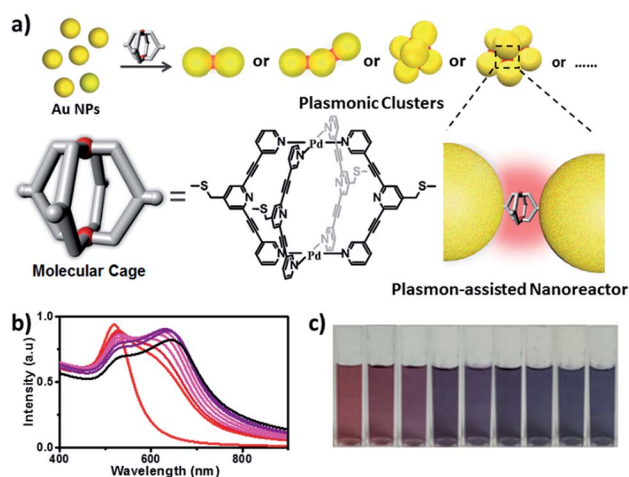 a)
or
or
or
or ......
Au NPs
Plasmonic Clusters
Pd
N
N
N
N
N
S
N
N
S
S
N
S
N
N
N
N
Pd
=
Molecular Cage
Plasmon-assisted Nanoreactor
b)
Intensity (a.u)
1.0
0.5
0.0
400
600
800
Wavelength (nm)
c)